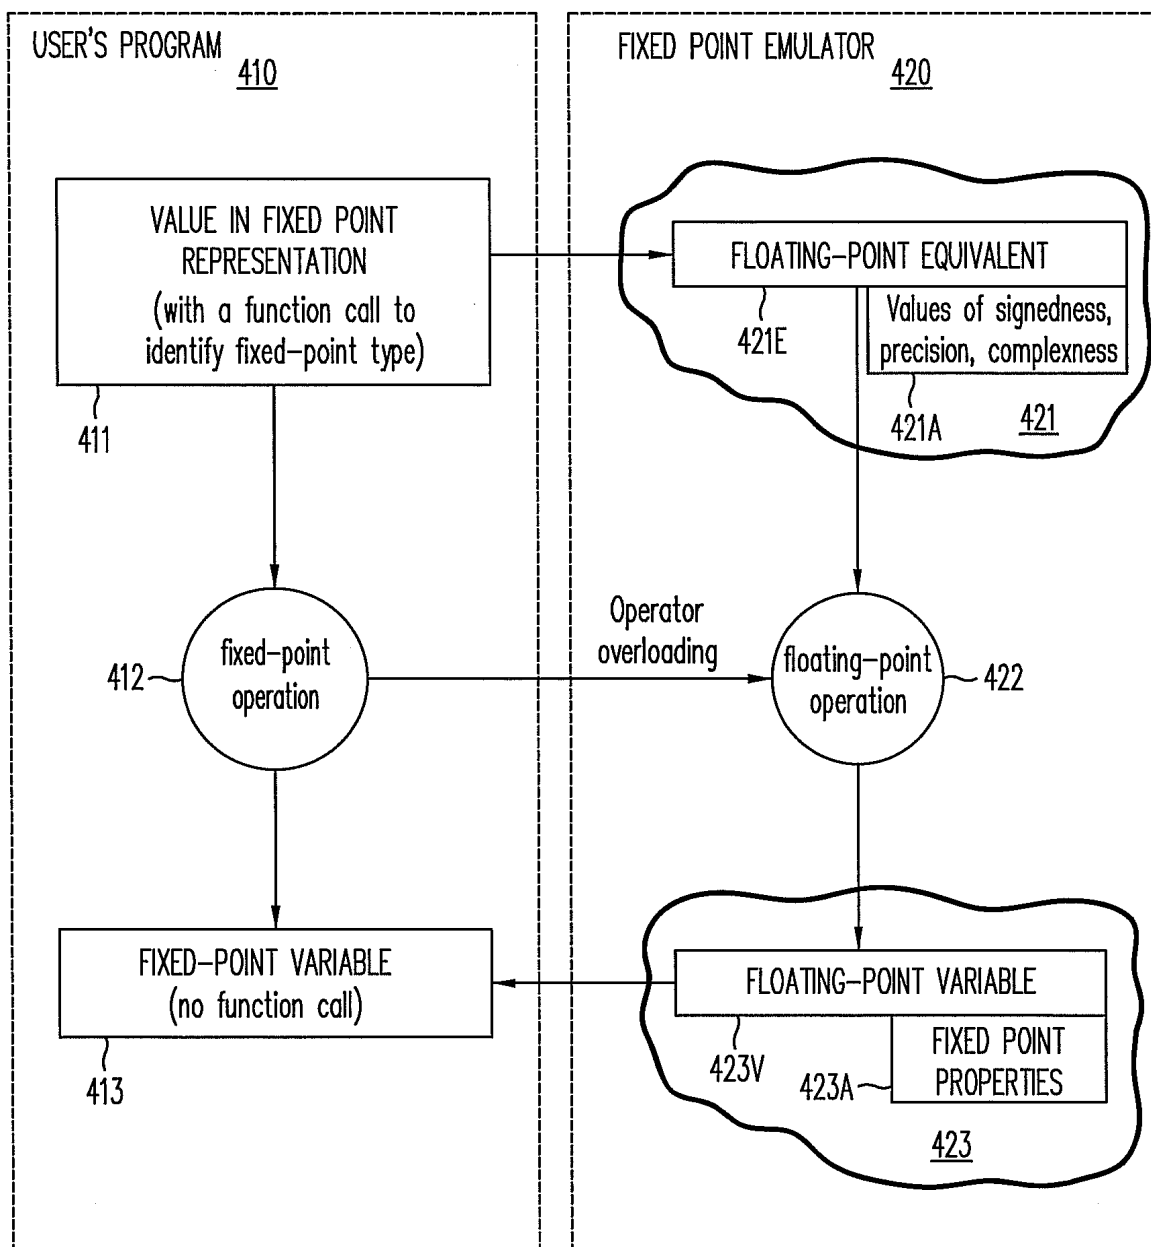 USER'S PROGRAM
410
VALUE IN FIXED POINT
REPRESENTATION
(with a function call to
identify fixed-point type)
411
412
fixed-point
operation
FIXED-POINT VARIABLE
(no function call)
413
FIXED POINT EMULATOR
420
FLOATING-POINT EQUIVALENT
421E
Values of signedness,
precision, complexness
421A
421
Operator
overloading
floating-point
operation
422
FLOATING-POINT VARIABLE
423V
423A
FIXED POINT
PROPERTIES
423